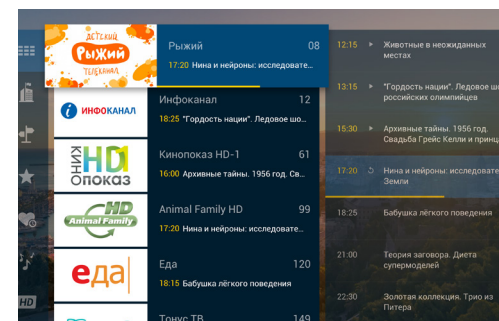 ДЕТСКИЙ
Рыжий
ТЕЛЕКАНАЛ
Рыжий 08
17:20 Нина и нейроны: исследовате...
i ИНФОКАНАЛ
Инфоканал 12
18:25 "Гордость нации". Ледовое шо...
КИНО HD
ПОКАЗ
Кинопоказ HD-1 61
16:00 Архивные тайны. 1956 год. Св...
HD
Animal Family
Animal Family HD 99
17:20 Нина и нейроны: исследовате...
еда
Еда 120
18:15 Бабушка лёгкого поведения
Тонус ТВ 149
HD
12:15 Животные в неожиданных
местах
13:15 "Гордость нации". Ледовое шо
российских олимпийцев
15:30 Архивные тайны. 1956 год.
Свадьба Грейс Келли и принц
17:20 Нина и нейроны: исследовате
Земли
18:25 Бабушка лёгкого поведения
21:00 Теория заговора. Диета
супермоделей
22:30 Золотая коллекция. Трио из
Питера